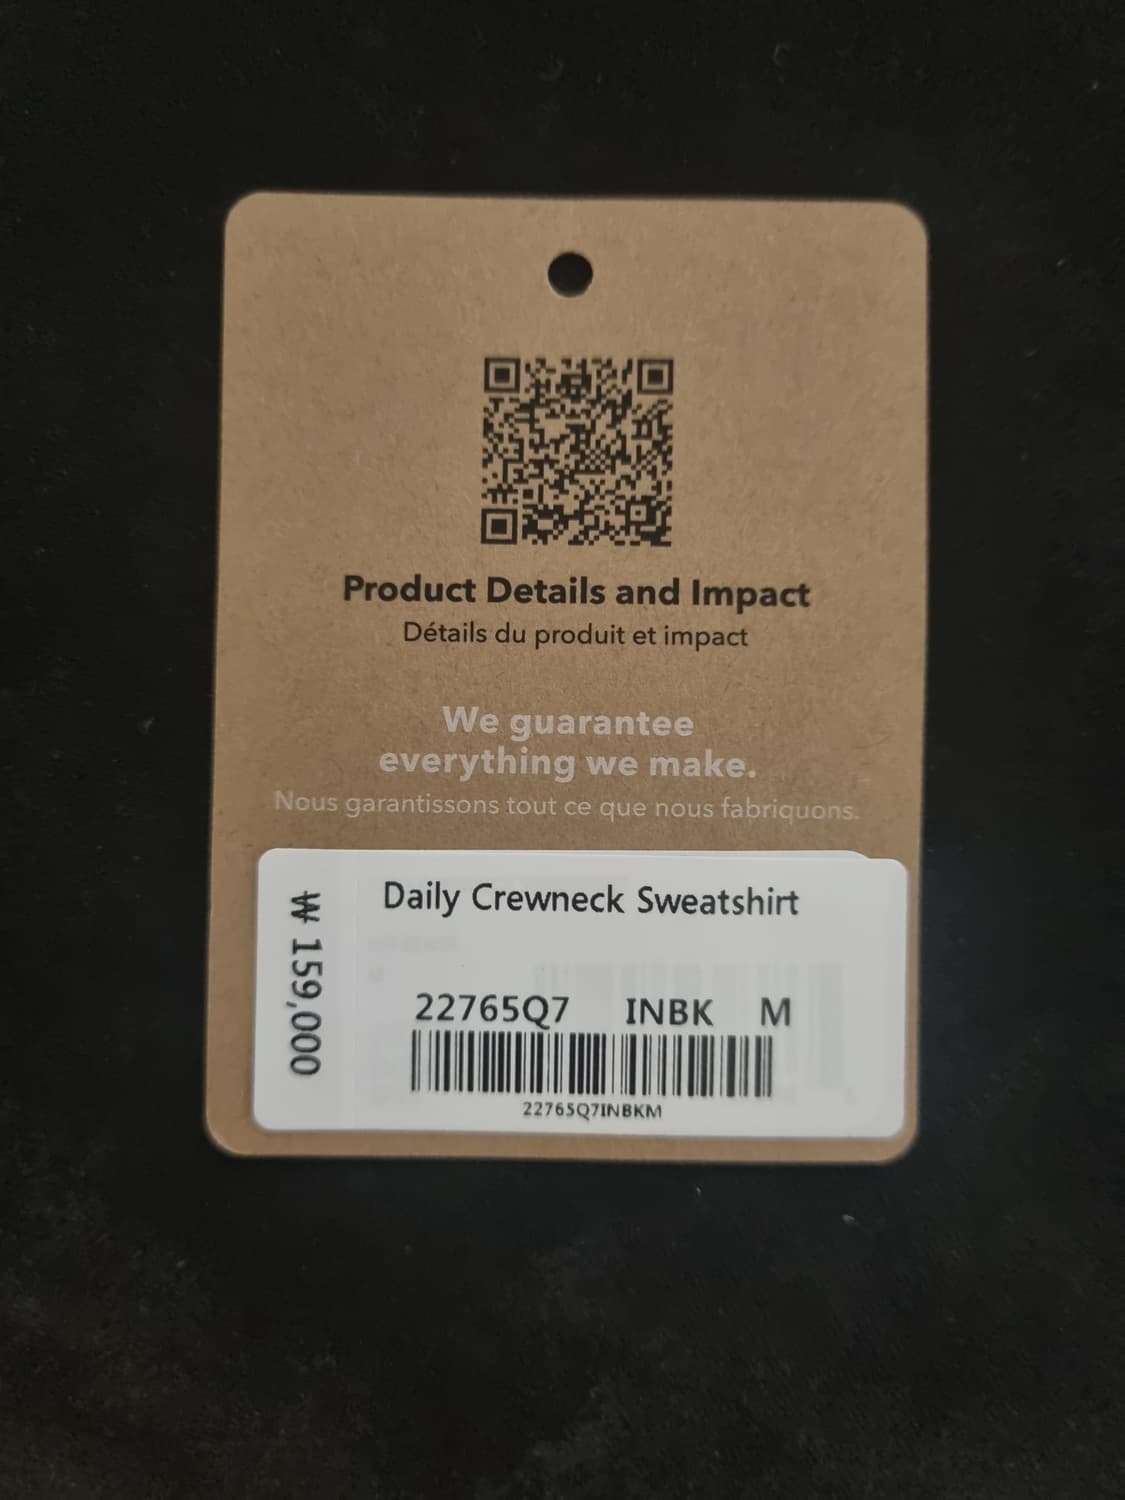 Product Details and Impact
Détails du produit et impact
We guarantee
everything we make.
Nous garantissons tout ce que nous fabriquons.
Daily Crewneck Sweatshirt
₩ 159,000
22765Q7 INBK M
22765Q7INBKM